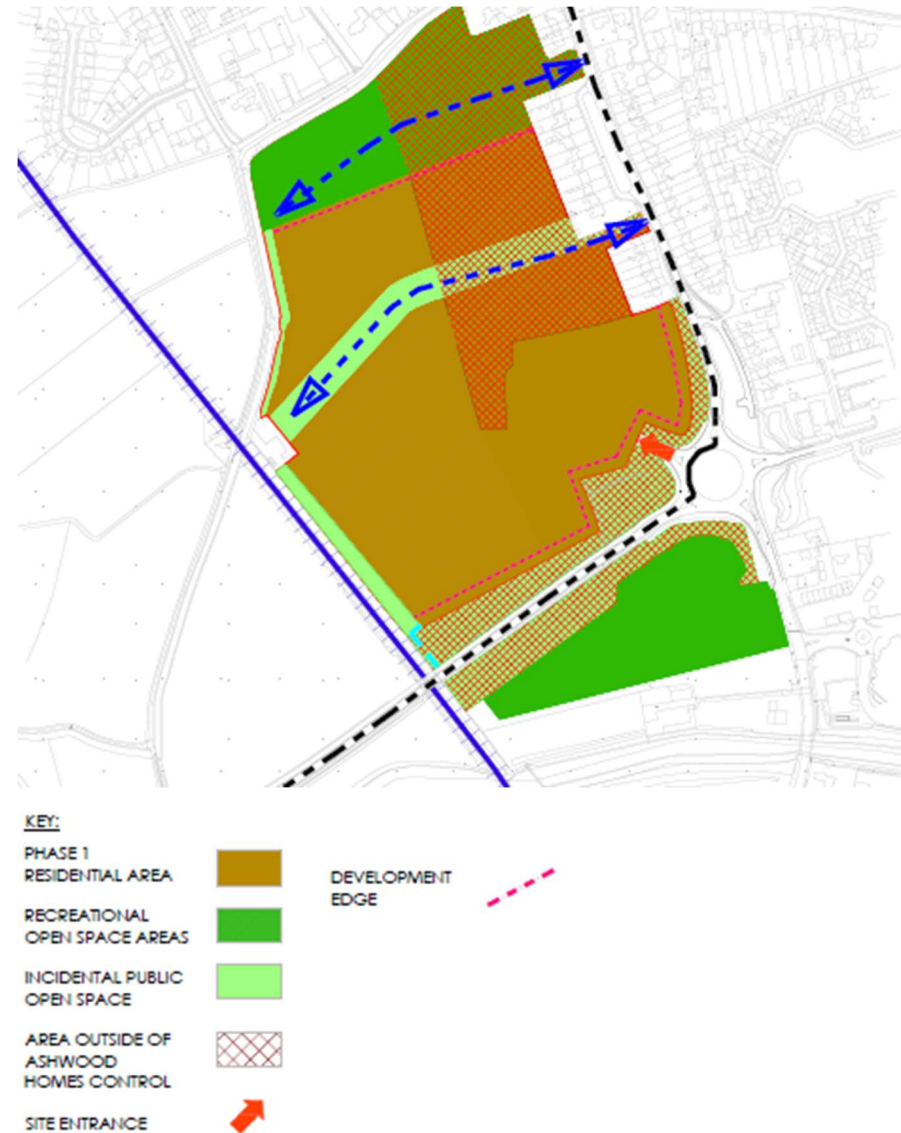 KEY:
PHASE 1
RESIDENTIAL AREA
RECREATIONAL
OPEN SPACE AREAS
INCIDENTAL PUBLIC
OPEN SPACE
AREA OUTSIDE OF
ASHWOOD
HOMES CONTROL
SITE ENTRANCE
DEVELOPMENT
EDGE